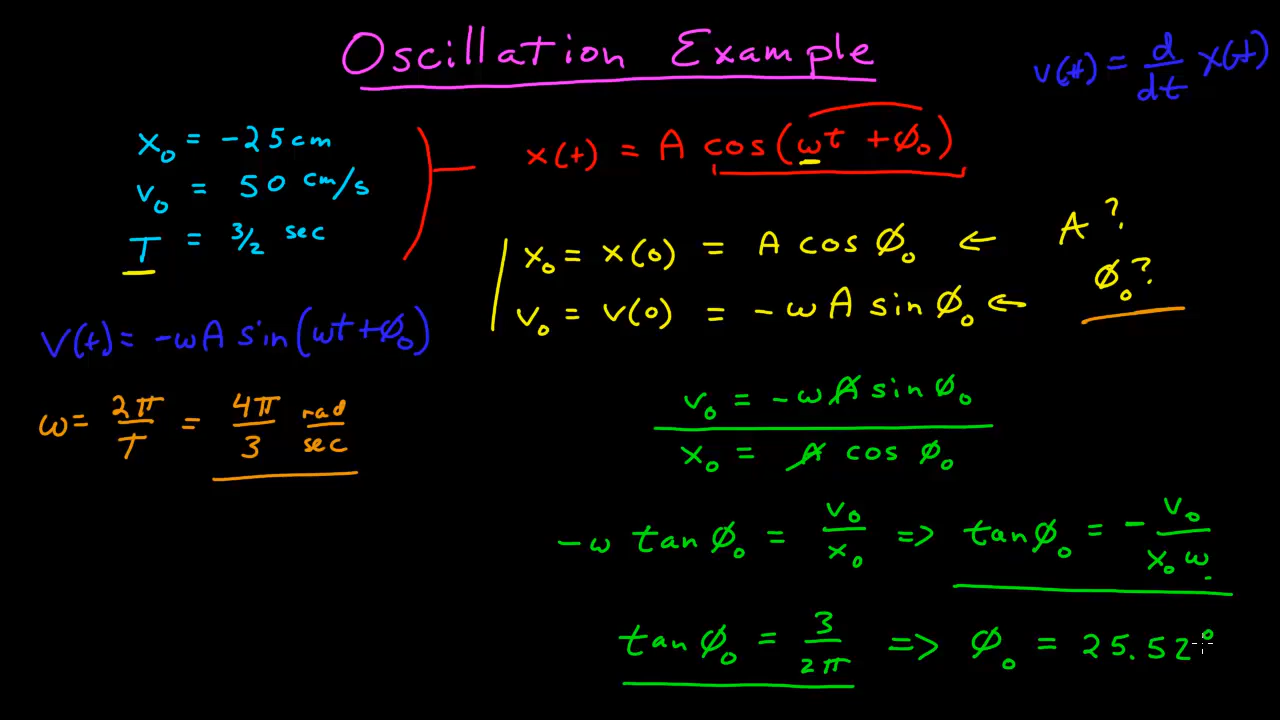 Oscillation Example
v(t) = d/dt x(t)
x₀ = -25 cm
v₀ = 50 cm/s
T = 3/2 sec
x(t) = A cos(ωt + ϕ₀)
x₀ = x(0) = A cos ϕ₀ ← A?
v₀ = v(0) = -ωA sin ϕ₀ ← ϕ₀?
v(t) = -ωA sin(ωt + ϕ₀)
ω = 2π/T = 4π/3 rad/sec
v₀ = -ωA sin ϕ₀
x₀ = A cos ϕ₀
-ω tan ϕ₀ = v₀/x₀ => tan ϕ₀ = - v₀/x₀ω
tan ϕ₀ = 3/2π => ϕ₀ = 25.52°